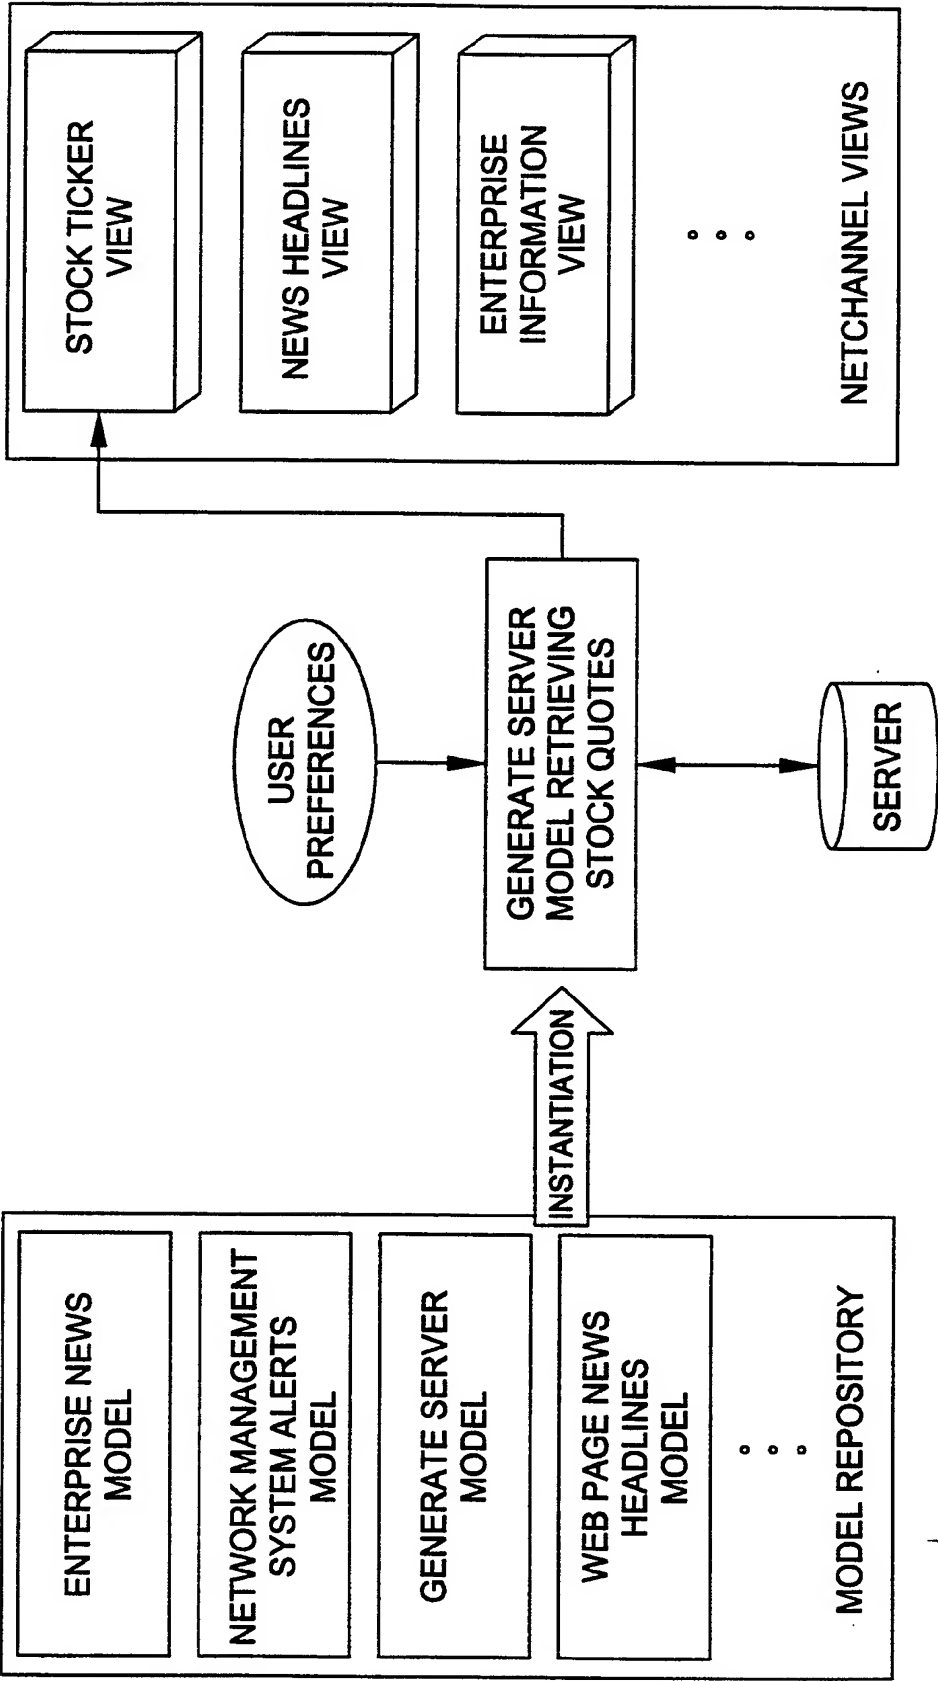 ENTERPRISE NEWS
MODEL
NETWORK MANAGEMENT
SYSTEM ALERTS
MODEL
GENERATE SERVER
MODEL
WEB PAGE NEWS
HEADLINES
MODEL
MODEL REPOSITORY
INSTANTIATION
USER
PREFERENCES
GENERATE SERVER
MODEL RETRIEVING
STOCK QUOTES
SERVER
STOCK TICKER
VIEW
NEWS HEADLINES
VIEW
ENTERPRISE
INFORMATION
VIEW
NETCHANNEL VIEWS